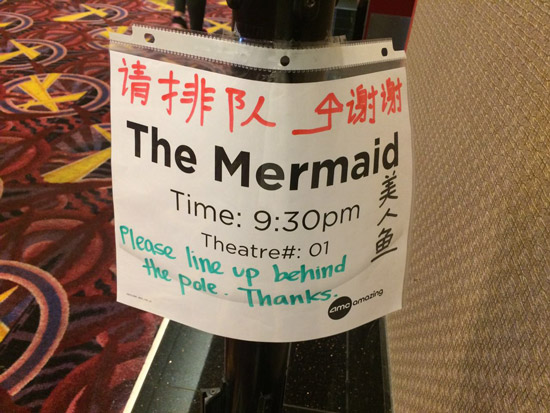 请排队 谢谢
The Mermaid
美人鱼
Time: 9:30pm
Theatre#: 01
Please line up behind
the pole. Thanks.
amc amazing